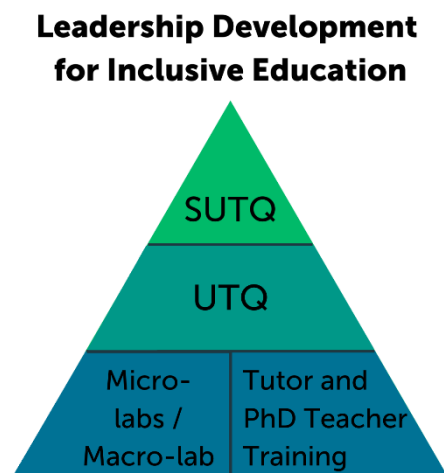 Leadership Development
for Inclusive Education
SUTQ
UTQ
Micro-
labs /
Macro-lab
Tutor and
PhD Teacher
Training